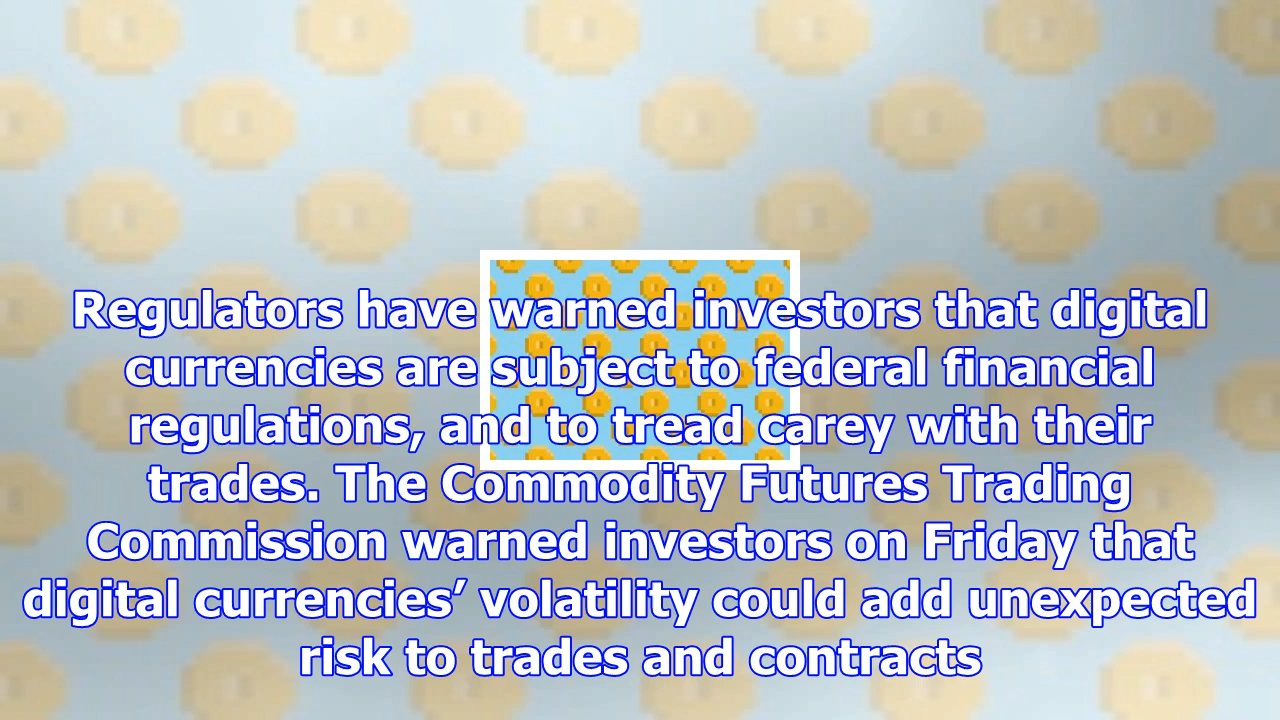 Regulators have warned investors that digital
currencies are subject to federal financial
regulations, and to tread carey with their
trades. The Commodity Futures Trading
Commission warned investors on Friday that
digital currencies’ volatility could add unexpected
risk to trades and contracts